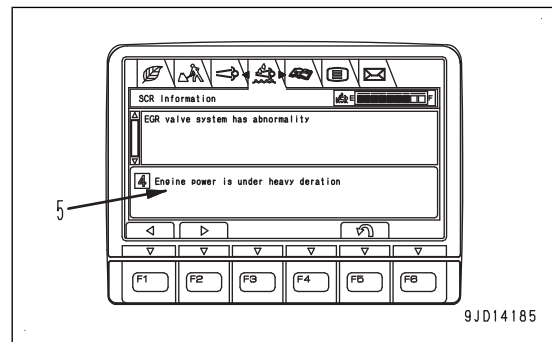 SCR Information
E F
EGR valve system has abnormality
4 Engine power is under heavy deration
5
F1 F2 F3 F4 F5 F6
9JD14185